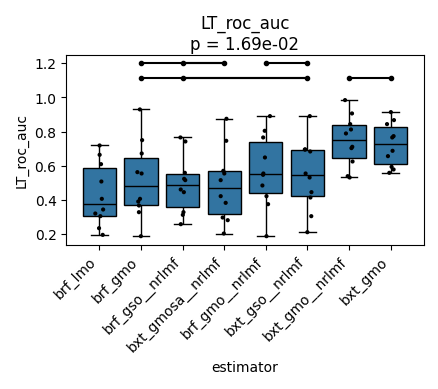 LT_roc_auc
p = 1.69e-02
LT_roc_auc
1.2
1.0
0.8
0.6
0.4
0.2
brf_lmo
brf_gmo
brf_gso__nrlmf
bxt_gmosa__nrlmf
brf_gmo__nrlmf
bxt_gso__nrlmf
bxt_gmo__nrlmf
bxt_gmo
estimator